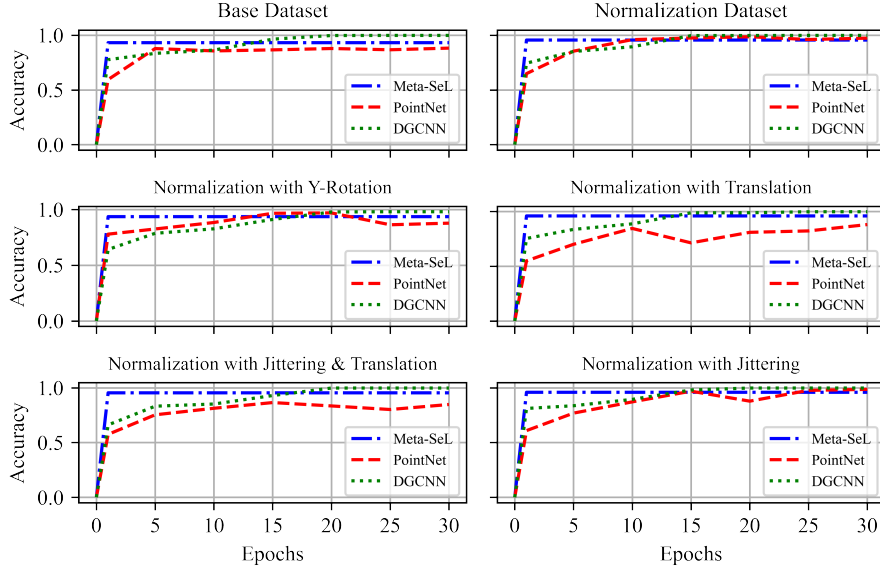 Base Dataset
Normalization Dataset
Accuracy
1.0
0.5
0.0
Meta-SeL
PointNet
DGCNN
Meta-SeL
PointNet
DGCNN
Normalization with Y-Rotation
Normalization with Translation
Accuracy
1.0
0.5
0.0
Meta-SeL
PointNet
DGCNN
Meta-SeL
PointNet
DGCNN
Normalization with Jittering & Translation
Normalization with Jittering
Accuracy
1.0
0.5
0.0
Meta-SeL
PointNet
DGCNN
Meta-SeL
PointNet
DGCNN
0 5 10 15 20 25 30
0 5 10 15 20 25 30
Epochs
Epochs